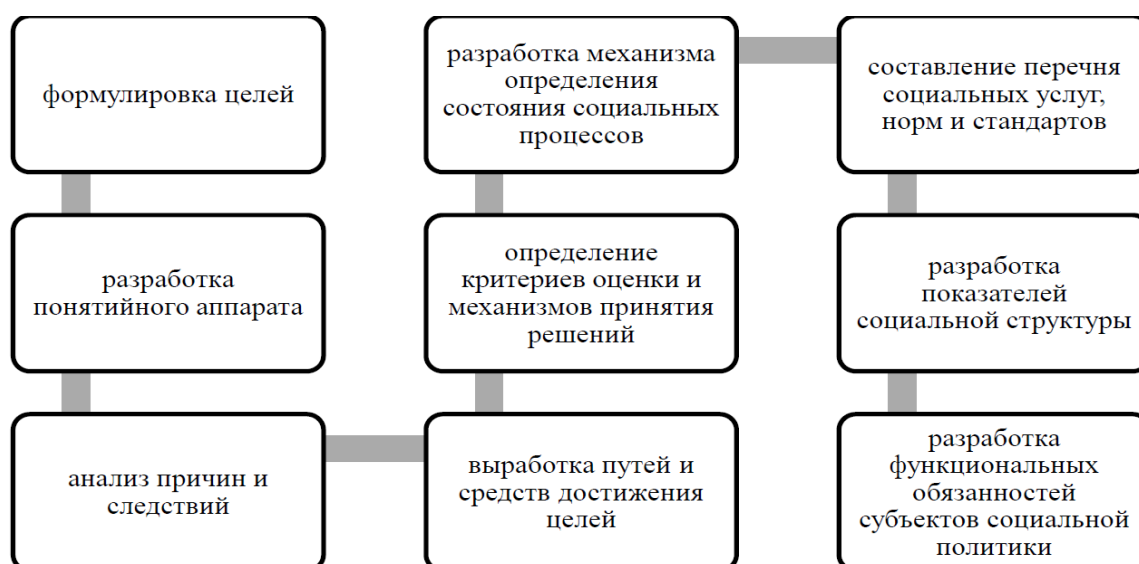 формулировка целей
разработка
понятийного аппарата
анализ причин и
следствий
выработка путей и
средств достижения
целей
определение
критериев оценки и
механизмов принятия
решений
разработка механизма
определения
состояния социальных
процессов
составление перечня
социальных услуг,
норм и стандартов
разработка
показателей
социальной структуры
разработка
функциональных
обязанностей
субъектов социальной
политики